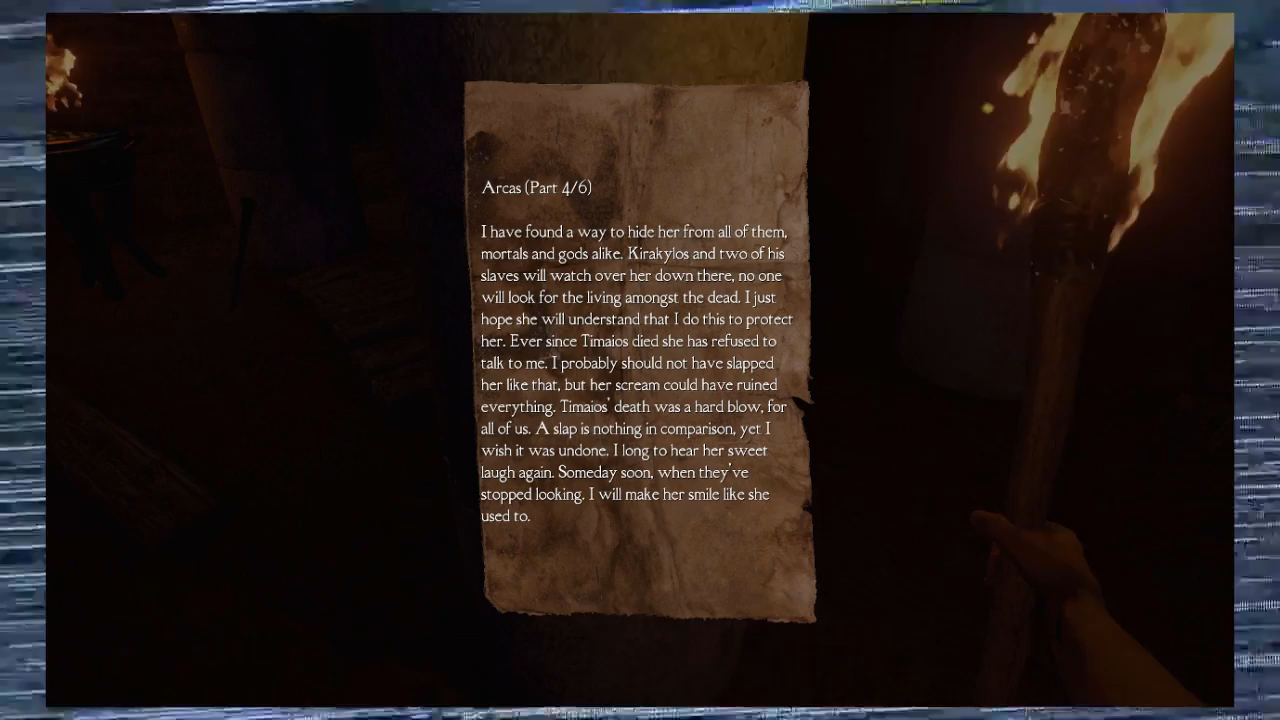 Arcas (Part 4/6)
I have found a way to hide her from all of them,
mortals and gods alike. Kirakylos and two of his
slaves will watch over her down there, no one
will look for the living amongst the dead. I just
hope she will understand that I do this to protect
her. Ever since Timaios died she has refused to
talk to me. I probably should not have slapped
her like that, but her scream could have ruined
everything. Timaios' death was a hard blow, for
all of us. A slap is nothing in comparison, yet I
wish it was undone. I long to hear her sweet
laugh again. Someday soon, when they've
stopped looking. I will make her smile like she
used to.